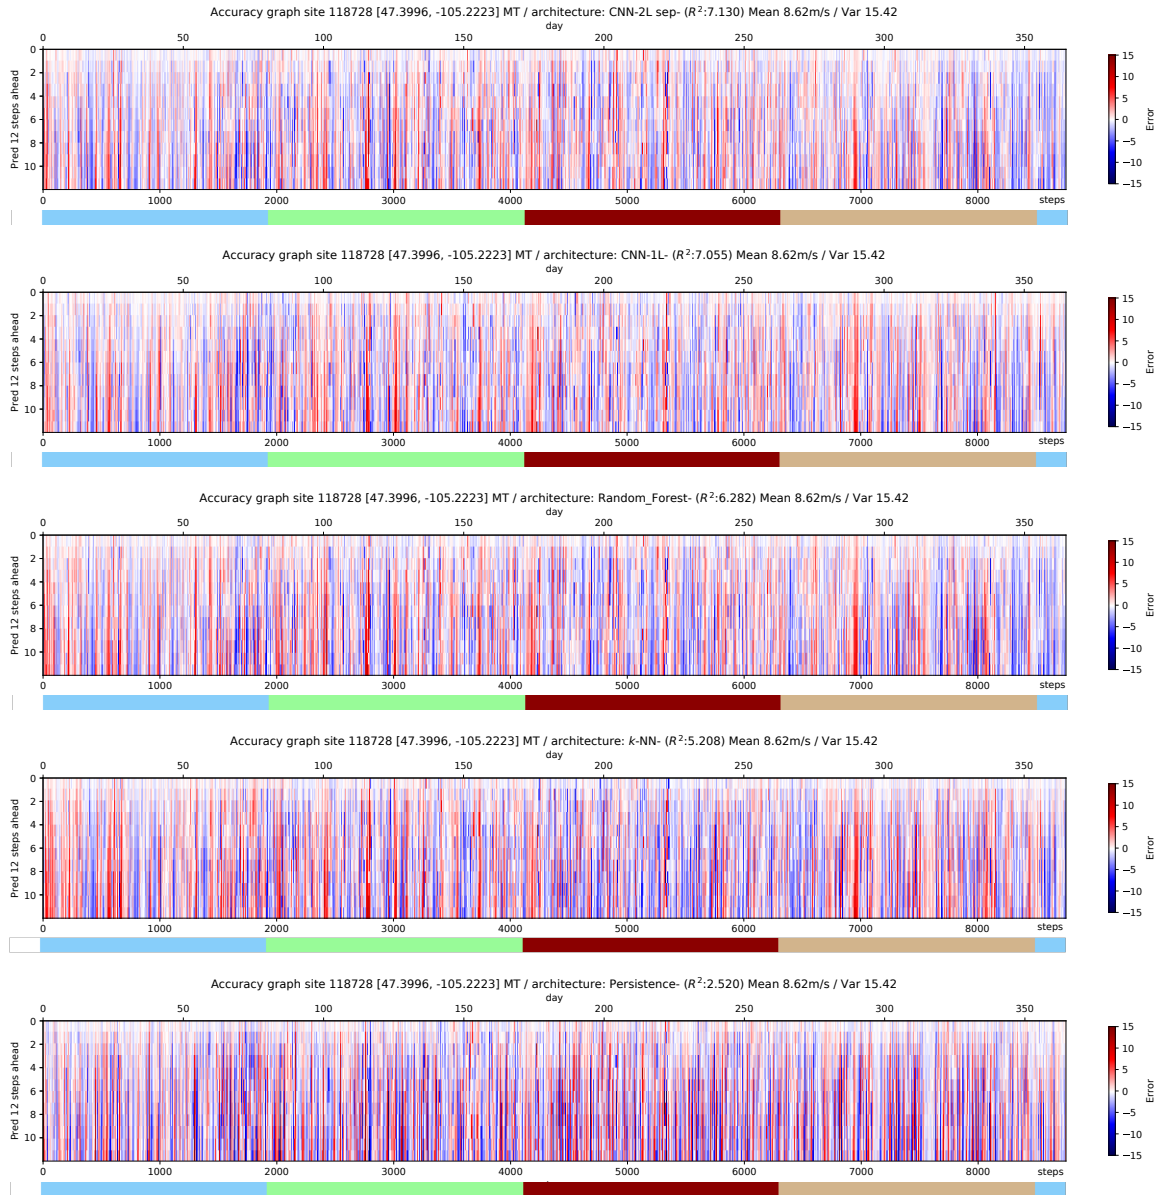 Accuracy graph site 118728 [47.3996, -105.2223] MT / architecture: CNN-2L sep- (R²:7.130) Mean 8.62m/s / Var 15.42
day
0 50 100 150 200 250 300 350
Pred 12 steps ahead
0
2
4
6
8
10
0 1000 2000 3000 4000 5000 6000 7000 8000 steps
15
10
5
0
−5
−10
−15
Error
Accuracy graph site 118728 [47.3996, -105.2223] MT / architecture: CNN-1L- (R²:7.055) Mean 8.62m/s / Var 15.42
day
0 50 100 150 200 250 300 350
Pred 12 steps ahead
0
2
4
6
8
10
0 1000 2000 3000 4000 5000 6000 7000 8000 steps
15
10
5
0
−5
−10
−15
Error
Accuracy graph site 118728 [47.3996, -105.2223] MT / architecture: Random_Forest- (R²:6.282) Mean 8.62m/s / Var 15.42
day
0 50 100 150 200 250 300 350
Pred 12 steps ahead
0
2
4
6
8
10
0 1000 2000 3000 4000 5000 6000 7000 8000 steps
15
10
5
0
−5
−10
−15
Error
Accuracy graph site 118728 [47.3996, -105.2223] MT / architecture: k-NN- (R²:5.208) Mean 8.62m/s / Var 15.42
day
0 50 100 150 200 250 300 350
Pred 12 steps ahead
0
2
4
6
8
10
0 1000 2000 3000 4000 5000 6000 7000 8000 steps
15
10
5
0
−5
−10
−15
Error
Accuracy graph site 118728 [47.3996, -105.2223] MT / architecture: Persistence- (R²:2.520) Mean 8.62m/s / Var 15.42
day
0 50 100 150 200 250 300 350
Pred 12 steps ahead
0
2
4
6
8
10
0 1000 2000 3000 4000 5000 6000 7000 8000 steps
15
10
5
0
−5
−10
−15
Error